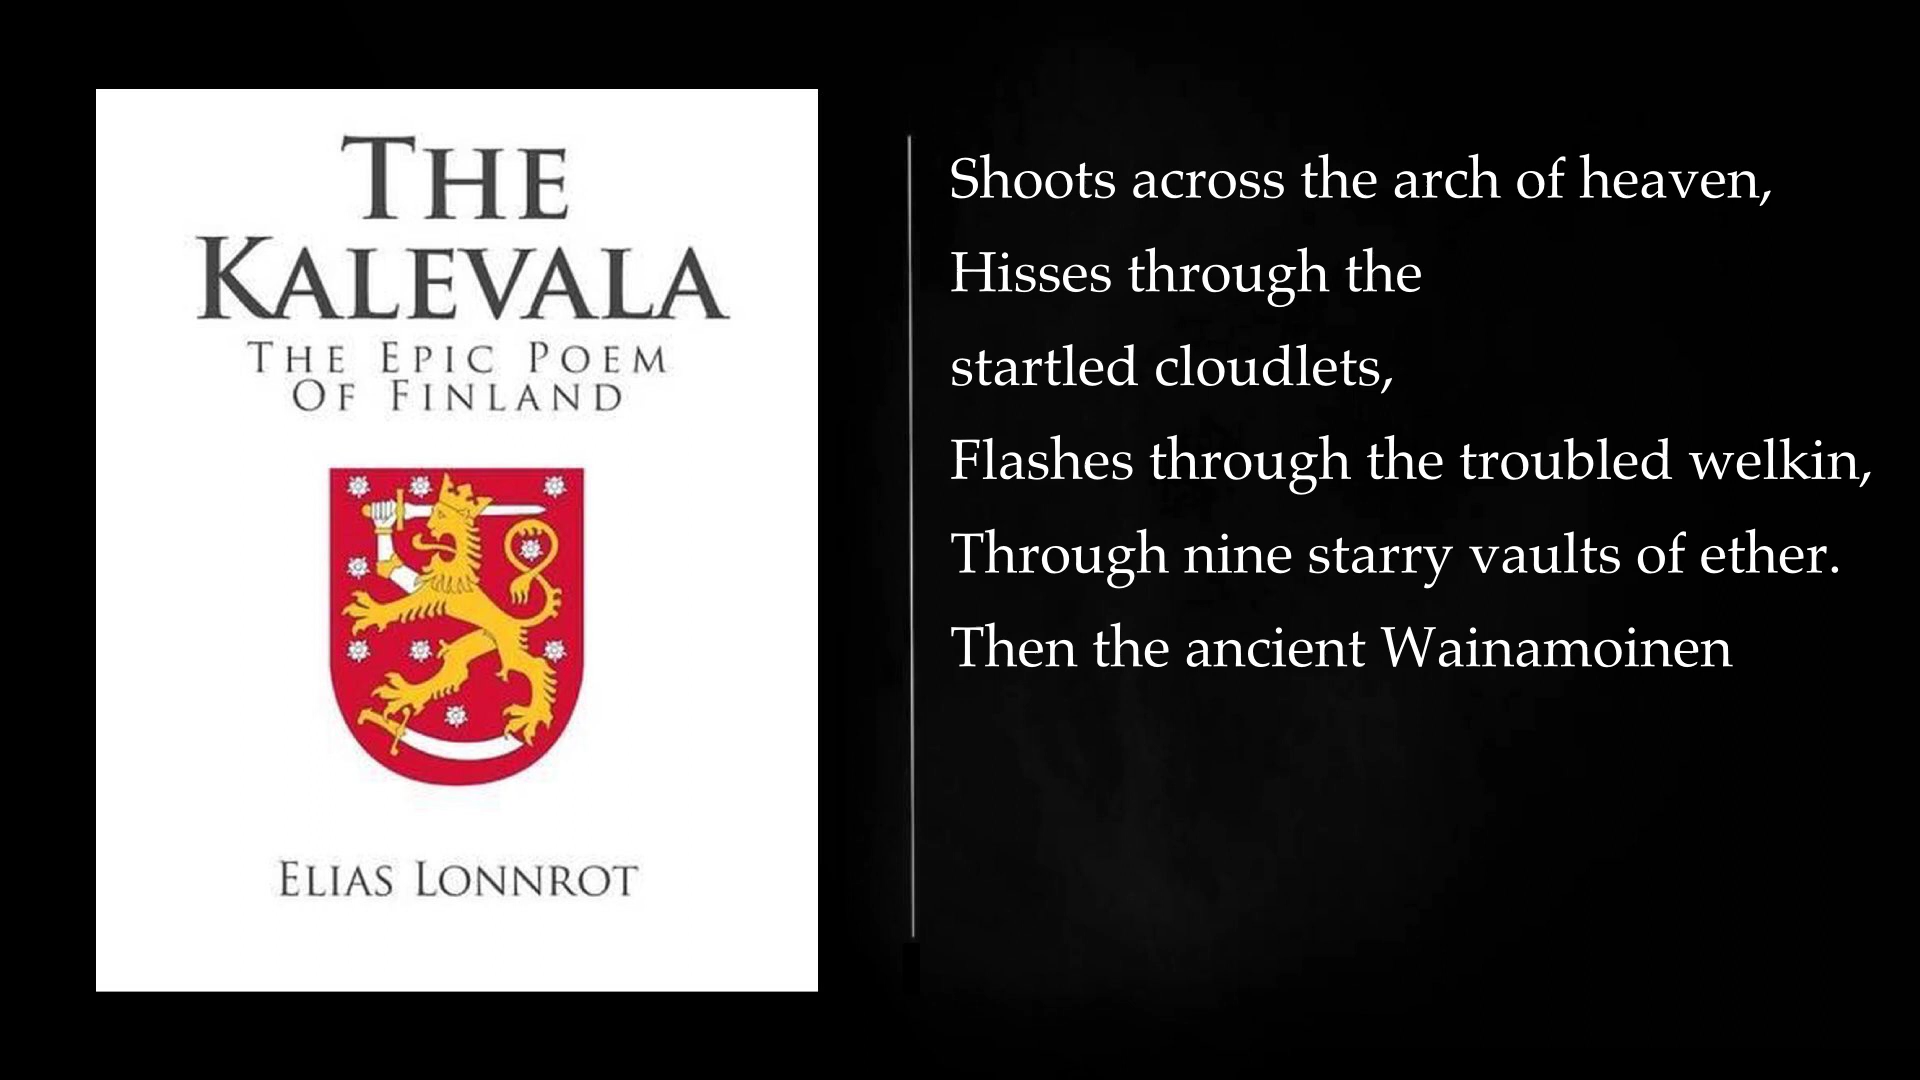 THE
KALEVALA
THE EPIC POEM
OF FINLAND
ELIAS LONNROT
Shoots across the arch of heaven,
Hisses through the
startled cloudlets,
Flashes through the troubled welkin,
Through nine starry vaults of ether.
Then the ancient Wainamoinen